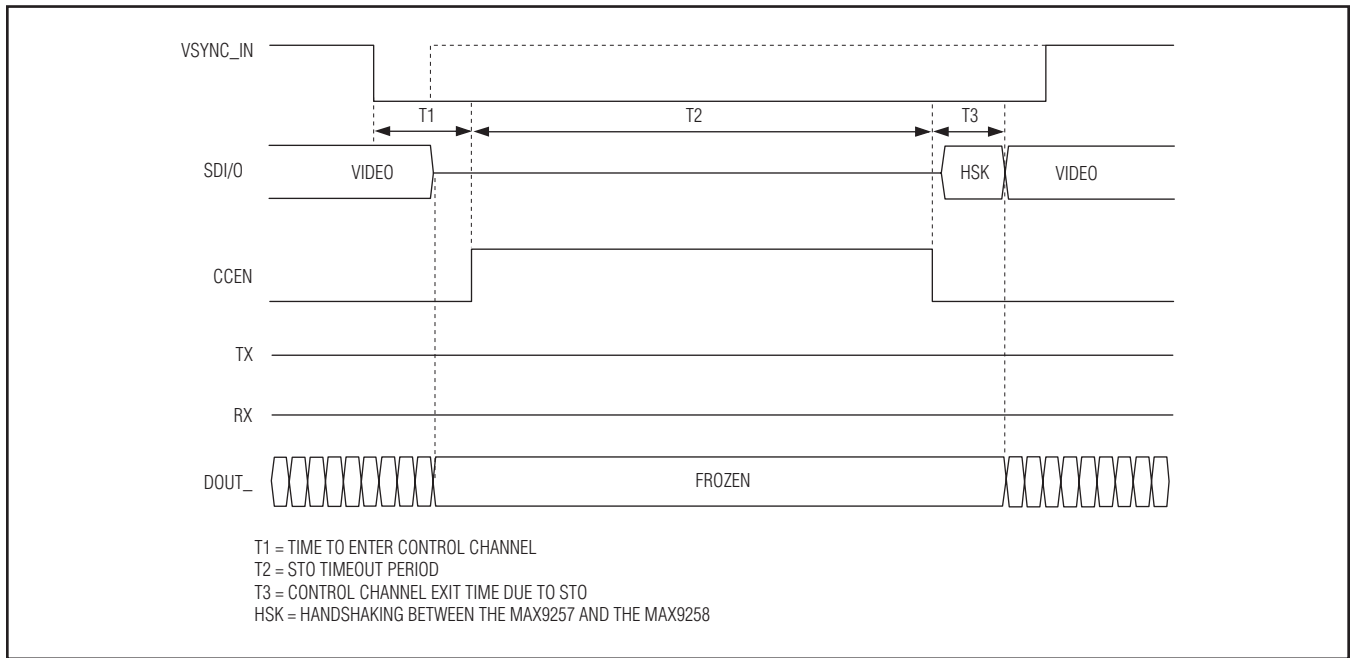 VSYNC_IN
T1 T2 T3
SDI/O VIDEO HSK VIDEO
CCEN
TX
RX
DOUT_ FROZEN
T1 = TIME TO ENTER CONTROL CHANNEL
T2 = STO TIMEOUT PERIOD
T3 = CONTROL CHANNEL EXIT TIME DUE TO STO
HSK = HANDSHAKING BETWEEN THE MAX9257 AND THE MAX9258